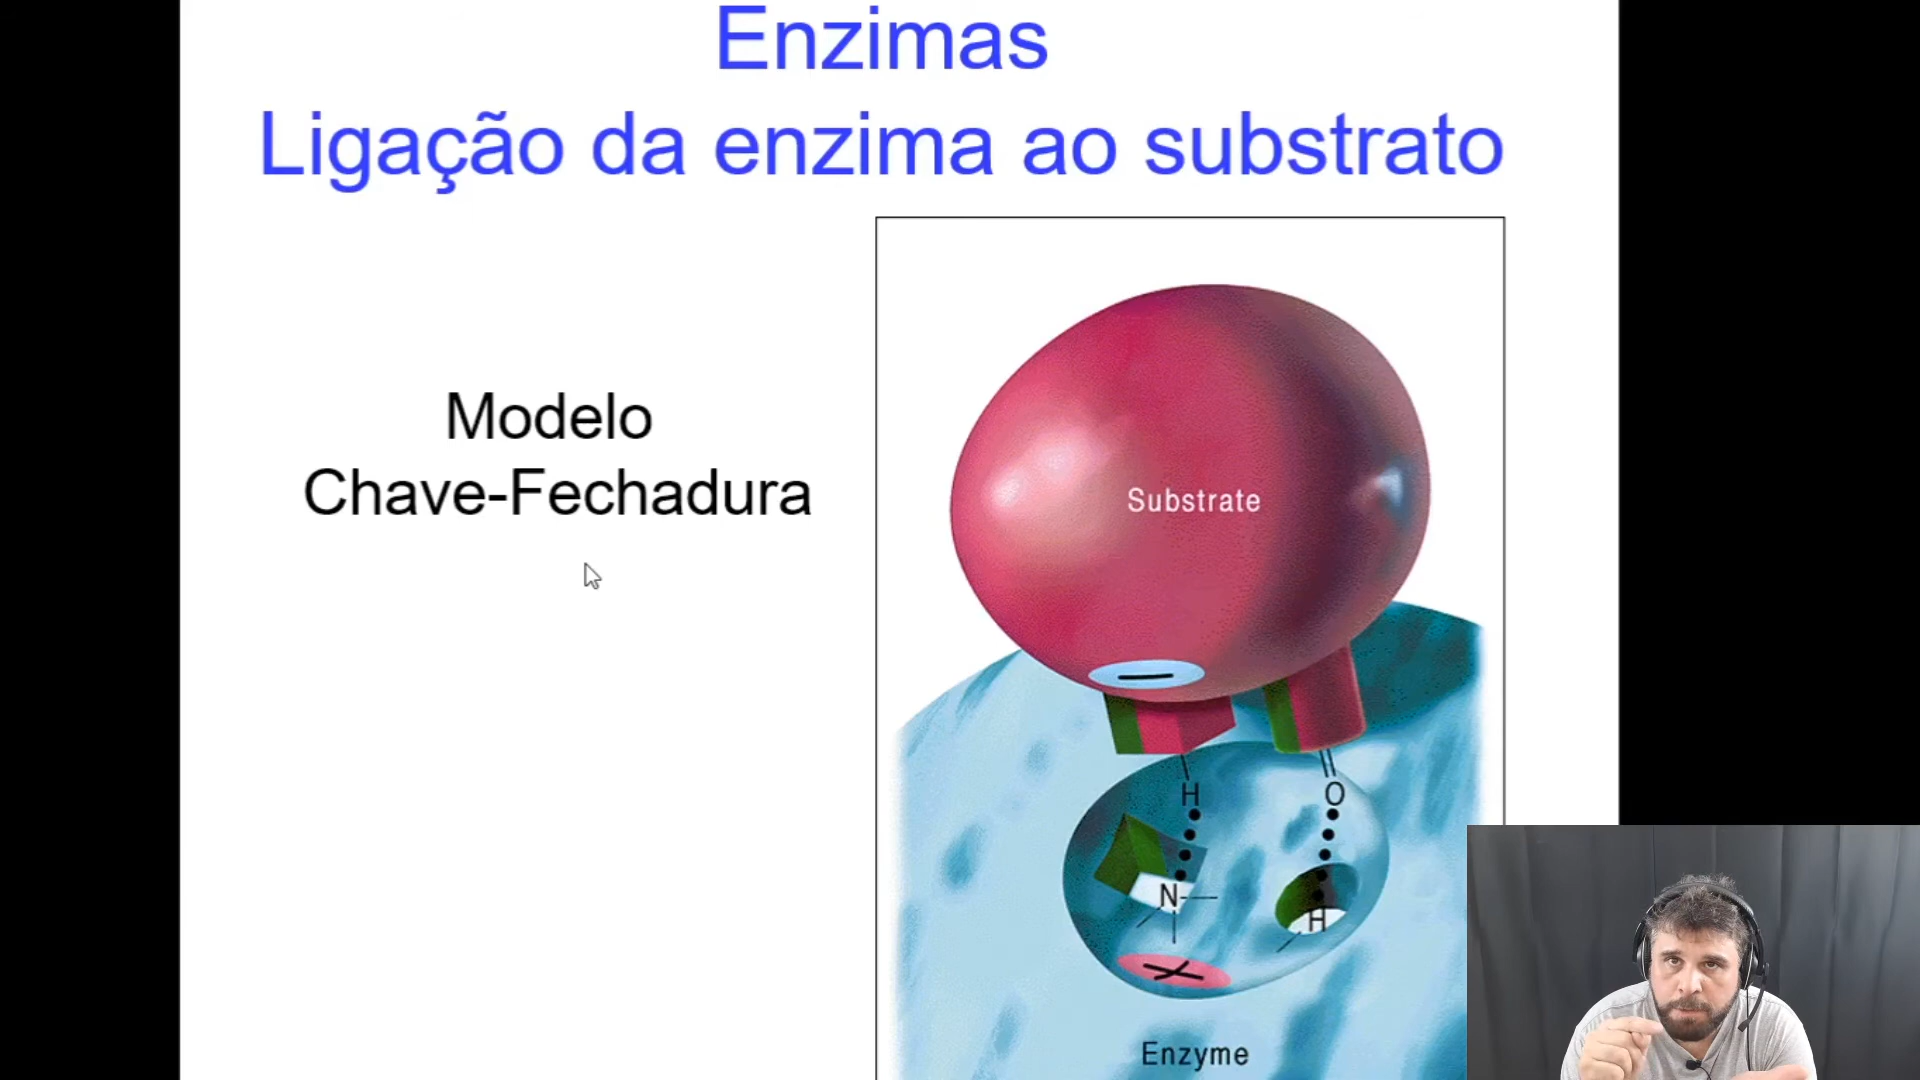 Enzimas
Ligação da enzima ao substrato
Modelo
Chave-Fechadura
Substrate
H
O
N
H
Enzyme